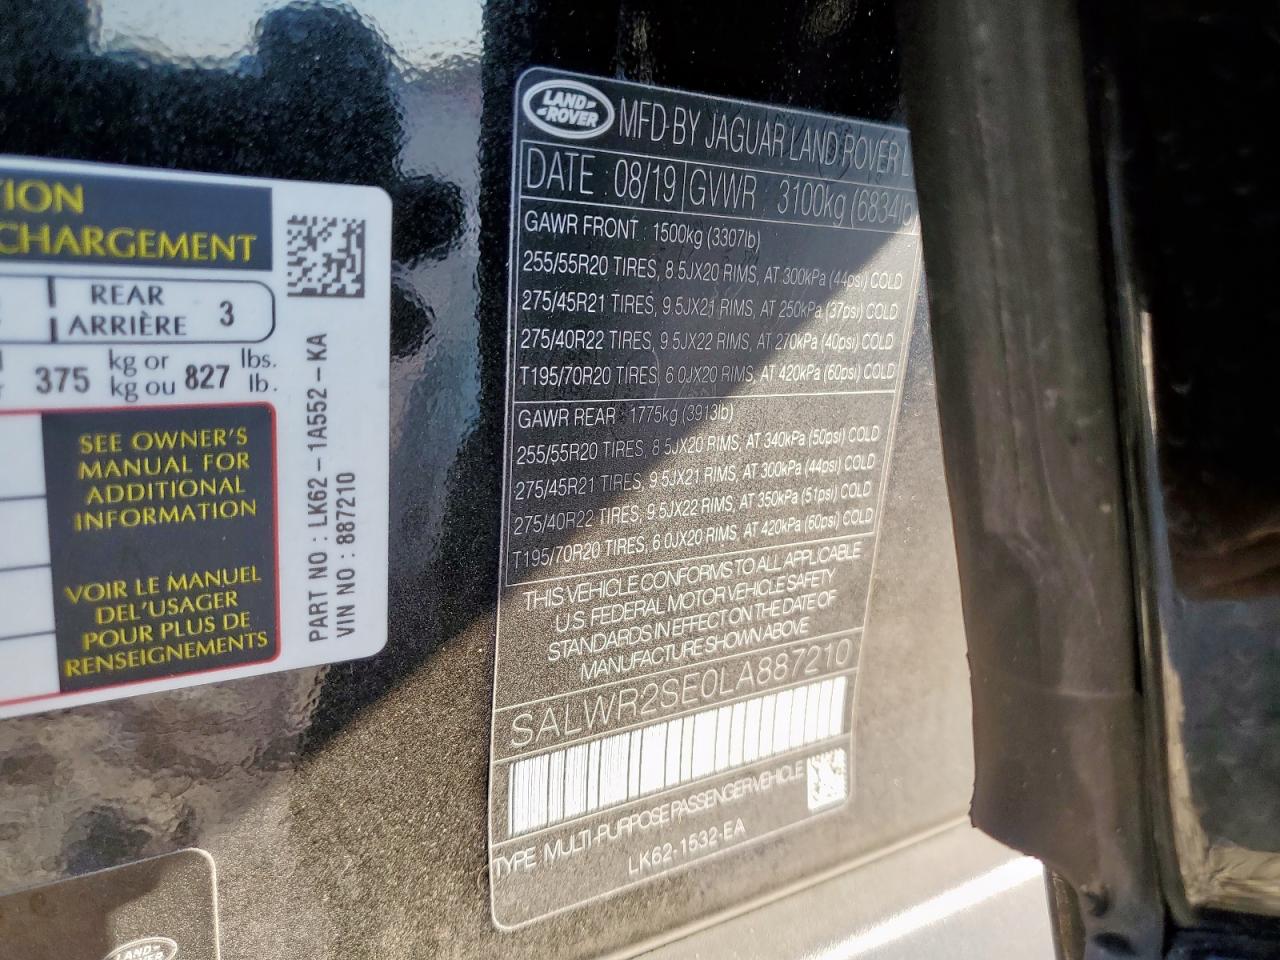 TION
CHARGEMENT
REAR
ARRIÈRE 3
375 kg or 827 lbs.
kg ou lb.
SEE OWNER'S
MANUAL FOR
ADDITIONAL
INFORMATION
VOIR LE MANUEL
DEL'USAGER
POUR PLUS DE
RENSEIGNEMENTS
PART NO : LK62 - 1A552 - KA
VIN NO : 887210
LAND-
-ROVER
MFD·BY JAGUAR LAND ROVER L
DATE : 08/19 GVWR : 3100kg (6834lb
GAWR FRONT : 1500kg (3307lb)
255/55R20 TIRES, 8.5JX20 RIMS, AT 300kPa (44psi) COLD
275/45R21 TIRES, 9.5JX21 RIMS, AT 250kPa (37psi) COLD
275/40R22 TIRES, 9.5JX22 RIMS, AT 270kPa (40psi) COLD
T195/70R20 TIRES, 6.0JX20 RIMS, AT 420kPa (60psi) COLD
GAWR REAR : 1775kg (3913lb)
255/55R20 TIRES, 8.5JX20 RIMS, AT 340kPa (50psi) COLD
275/45R21 TIRES, 9.5JX21 RIMS, AT 300kPa (44psi) COLD
275/40R22 TIRES, 9.5JX22 RIMS, AT 350kPa (51psi) COLD
T195/70R20 TIRES, 6.0JX20 RIMS, AT 420kPa (60psi) COLD
THIS VEHICLE CONFORMS TO ALL APPLICABLE
U.S. FEDERAL MOTOR VEHICLE SAFETY
STANDARDS IN EFFECT ON THE DATE OF
MANUFACTURE SHOWN ABOVE
SALWR2SE0LA887210
TYPE: MULTI-PURPOSE PASSENGER VEHICLE
LK62-1532-EA
LAND-
-ROVER